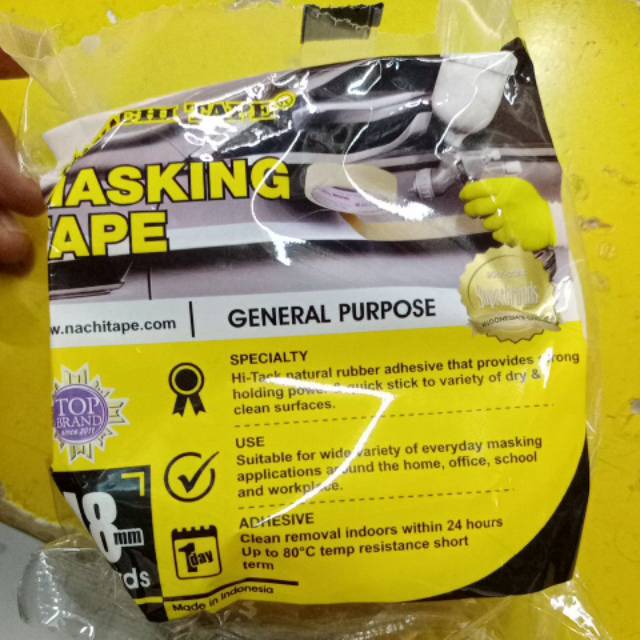 NACHI TAPE®
MASKING
TAPE
w.nachitape.com
GENERAL PURPOSE
SPECIALTY
Hi-Tack natural rubber adhesive that provides strong
holding power & quick stick to variety of dry &
clean surfaces.
TOP
BRAND
since 2011
USE
Suitable for wide variety of everyday masking
applications around the home, office, school
and workplace.
48mm
rds
ADHESIVE
1day
Clean removal indoors within 24 hours
Up to 80°C temp resistance short
term
Made in Indonesia